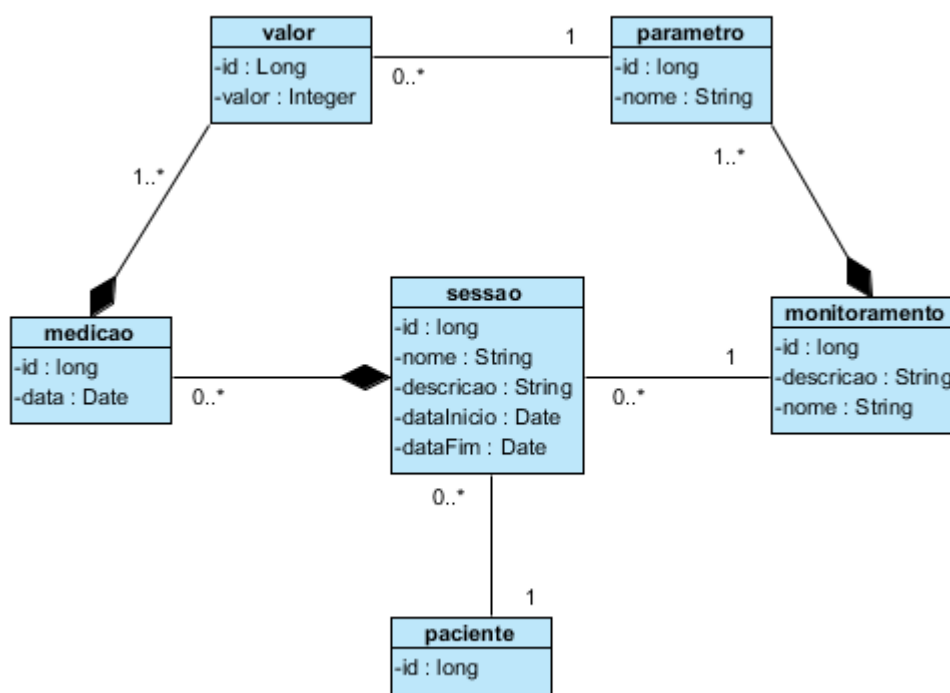 valor
-id : Long
-valor : Integer
1
0..*
parametro
-id : long
-nome : String
1..*
1..*
medicao
-id : long
-data : Date
0..*
sessao
-id : long
-nome : String
-descricao : String
-dataInicio : Date
-dataFim : Date
1
0..*
monitoramento
-id : long
-descricao : String
-nome : String
0..*
1
paciente
-id : long